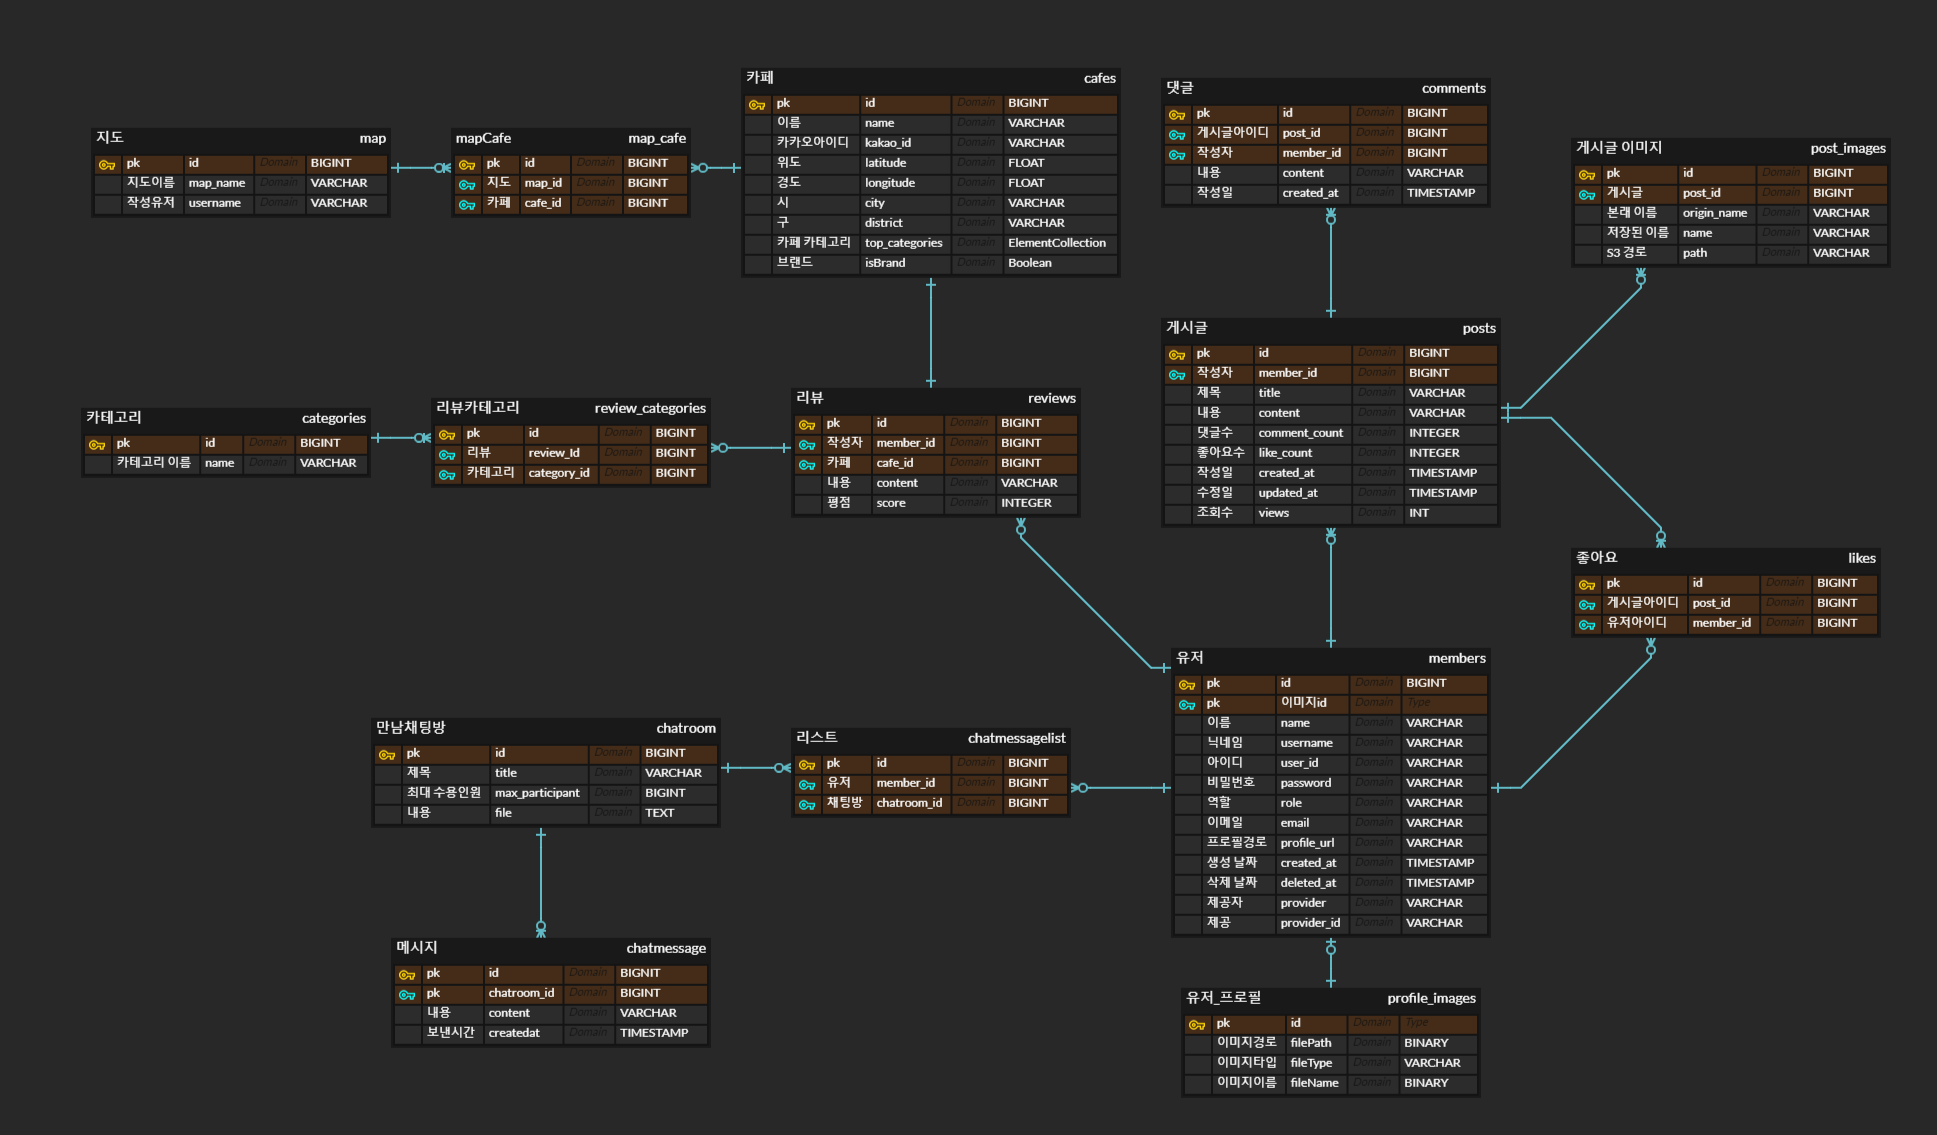 지도 map
pk id Domain BIGINT
지도이름 map_name Domain VARCHAR
작성유저 username Domain VARCHAR
mapCafe map_cafe
pk id Domain BIGINT
지도 map_id Domain BIGINT
카페 cafe_id Domain BIGINT
카페 cafes
pk id Domain BIGINT
이름 name Domain VARCHAR
카카오아이디 kakao_id Domain VARCHAR
위도 latitude Domain FLOAT
경도 longitude Domain FLOAT
시 city Domain VARCHAR
구 district Domain VARCHAR
카페 카테고리 top_categories Domain ElementCollection
브랜드 isBrand Domain Boolean
댓글 comments
pk id Domain BIGINT
게시글아이디 post_id Domain BIGINT
작성자 member_id Domain BIGINT
내용 content Domain VARCHAR
작성일 created_at Domain TIMESTAMP
게시글 이미지 post_images
pk id Domain BIGINT
게시글 post_id Domain BIGINT
본래 이름 origin_name Domain VARCHAR
저장된 이름 name Domain VARCHAR
S3 경로 path Domain VARCHAR
카테고리 categories
pk id Domain BIGINT
카테고리 이름 name Domain VARCHAR
리뷰카테고리 review_categories
pk id Domain BIGINT
리뷰 review_Id Domain BIGINT
카테고리 category_id Domain BIGINT
리뷰 reviews
pk id Domain BIGINT
작성자 member_id Domain BIGINT
카페 cafe_id Domain BIGINT
내용 content Domain VARCHAR
평점 score Domain INTEGER
게시글 posts
pk id Domain BIGINT
작성자 member_id Domain BIGINT
제목 title Domain VARCHAR
내용 content Domain VARCHAR
댓글수 comment_count Domain INTEGER
좋아요수 like_count Domain INTEGER
작성일 created_at Domain TIMESTAMP
수정일 updated_at Domain TIMESTAMP
조회수 views Domain INT
좋아요 likes
pk id Domain BIGINT
게시글아이디 post_id Domain BIGINT
유저아이디 member_id Domain BIGINT
만남채팅방 chatroom
pk id Domain BIGINT
제목 title Domain VARCHAR
최대 수용인원 max_participant Domain BIGINT
내용 file Domain TEXT
리스트 chatmessagelist
pk id Domain BIGNIT
유저 member_id Domain BIGINT
채팅방 chatroom_id Domain BIGINT
유저 members
pk id Domain BIGINT
pk 이미지id Domain Type
이름 name Domain VARCHAR
닉네임 username Domain VARCHAR
아이디 user_id Domain VARCHAR
비밀번호 password Domain VARCHAR
역할 role Domain VARCHAR
이메일 email Domain VARCHAR
프로필경로 profile_url Domain VARCHAR
생성 날짜 created_at Domain TIMESTAMP
삭제 날짜 deleted_at Domain TIMESTAMP
제공자 provider Domain VARCHAR
제공 provider_id Domain VARCHAR
메시지 chatmessage
pk id Domain BIGNIT
pk chatroom_id Domain BIGINT
내용 content Domain VARCHAR
보낸시간 createdat Domain TIMESTAMP
유저_프로필 profile_images
pk id Domain Type
이미지경로 filePath Domain BINARY
이미지타입 fileType Domain VARCHAR
이미지이름 fileName Domain BINARY